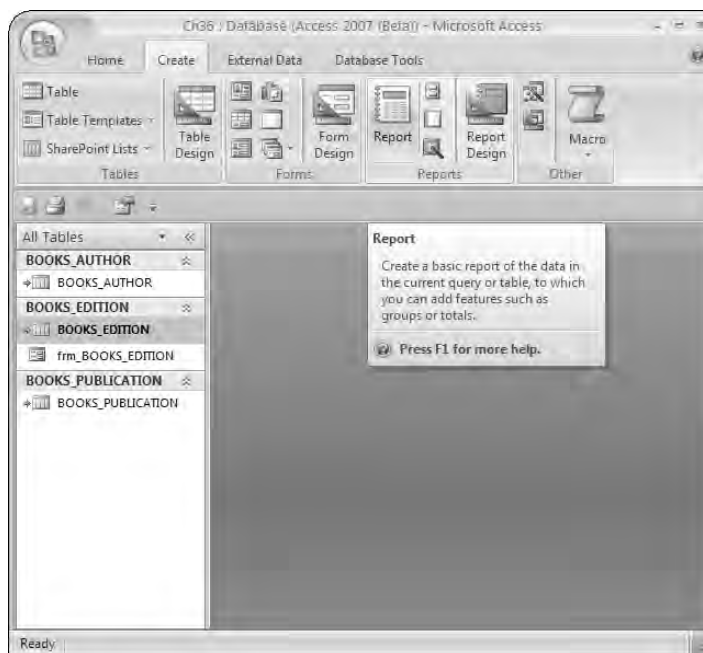 Ch36 : Database (Access 2007 (Beta)) - Microsoft Access
Home Create External Data Database Tools
Table
Table Templates
SharePoint Lists
Table Design
Tables
Form Design
Forms
Report
Report Design
Reports
Macro
Other
All Tables
BOOKS_AUTHOR
BOOKS_AUTHOR
BOOKS_EDITION
BOOKS_EDITION
frm_BOOKS_EDITION
BOOKS_PUBLICATION
BOOKS_PUBLICATION
Report
Create a basic report of the data in
the current query or table, to which
you can add features such as
groups or totals.
Press F1 for more help.
Ready